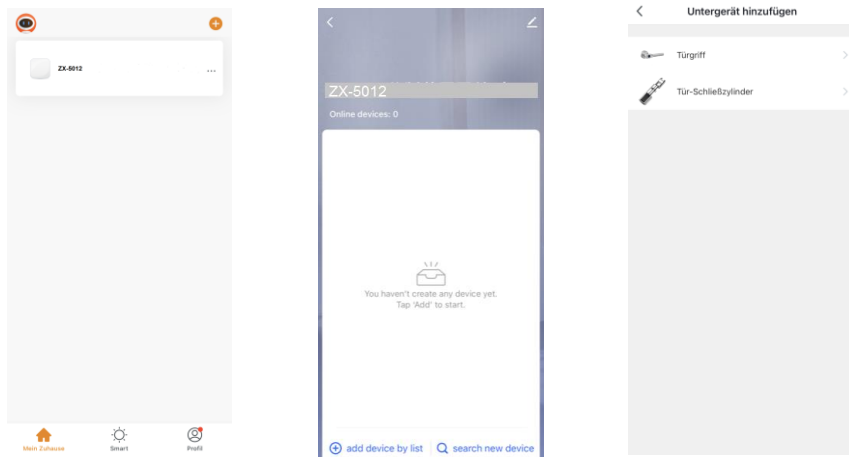 ZX-5012
...
Mein Zuhause
Smart
Profil
ZX-5012
Online devices: 0
You haven't create any device yet.
Tap 'Add' to start.
add device by list
search new device
Untergerät hinzufügen
Türgriff
Tür-Schließzylinder